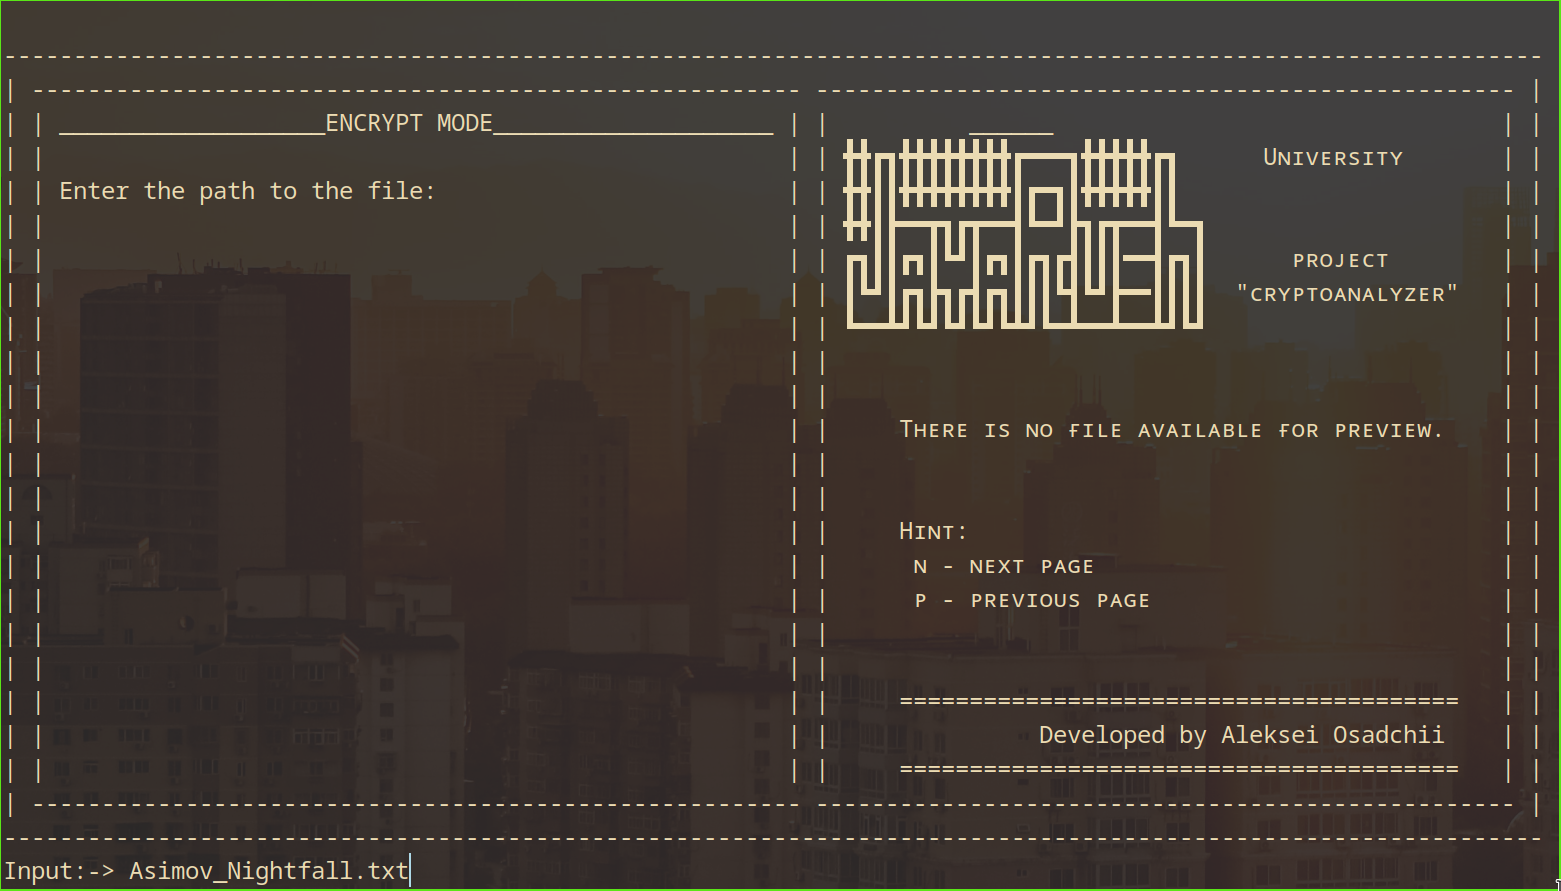 ENCRYPT MODE
Enter the path to the file:
University
project
"cryptoanalyzer"
There is no file available for preview.
Hint:
n - next page
p - previous page
Developed by Aleksei Osadchii
Input:-> Asimov_Nightfall.txt